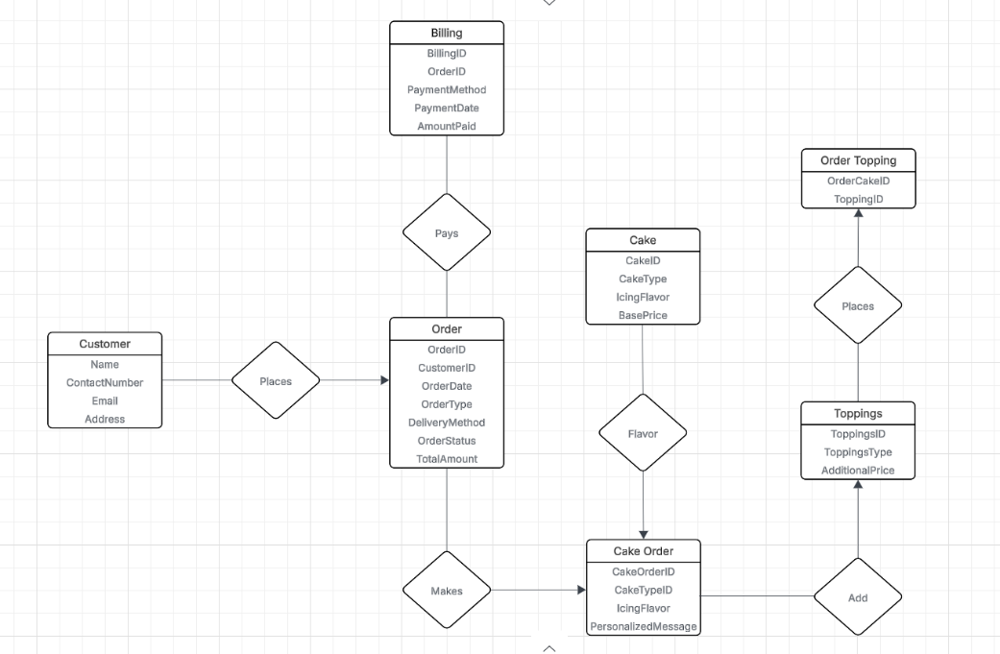 Billing
BillingID
OrderID
PaymentMethod
PaymentDate
AmountPaid
Pays
Order Topping
OrderCakeID
ToppingID
Places
Cake
CakeID
CakeType
IcingFlavor
BasePrice
Customer
Name
ContactNumber
Email
Address
Places
Order
OrderID
CustomerID
OrderDate
OrderType
DeliveryMethod
OrderStatus
TotalAmount
Flavor
Toppings
ToppingsID
ToppingsType
AdditionalPrice
Makes
Cake Order
CakeOrderID
CakeTypeID
IcingFlavor
PersonalizedMessage
Add